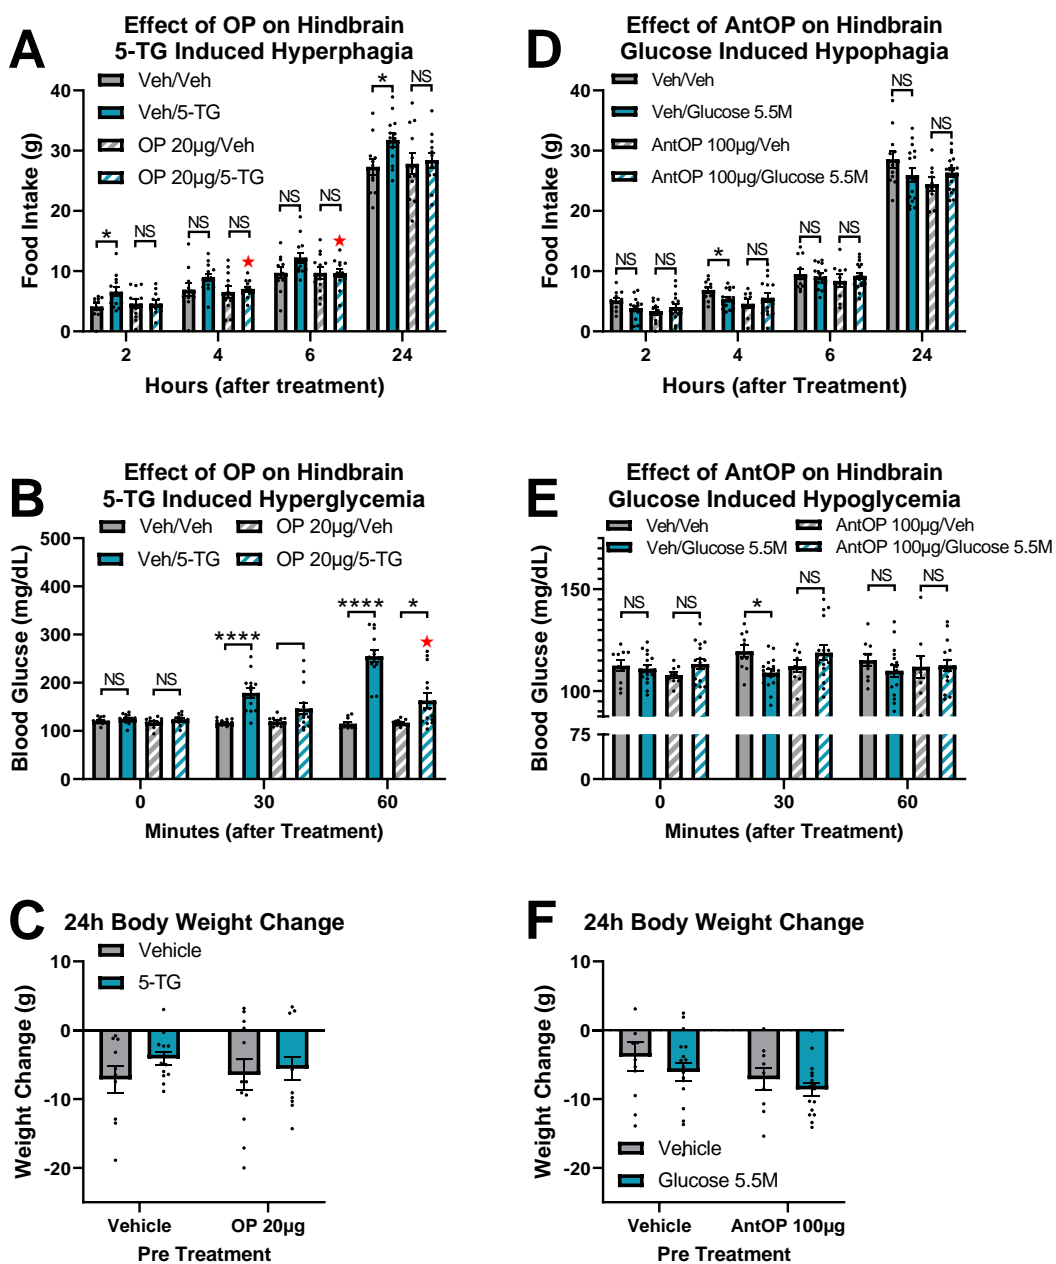 A
Effect of OP on Hindbrain
5-TG Induced Hyperphagia
Veh/Veh
Veh/5-TG
OP 20µg/Veh
OP 20µg/5-TG
Food Intake (g)
40
30
20
10
0
* NS
NS NS
NS NS
* NS
2 4 6 24
Hours (after treatment)
D
Effect of AntOP on Hindbrain
Glucose Induced Hypophagia
Veh/Veh
Veh/Glucose 5.5M
AntOP 100µg/Veh
AntOP 100µg/Glucose 5.5M
Food Intake (g)
40
30
20
10
0
NS NS
* NS
NS NS
NS NS
2 4 6 24
Hours (after Treatment)
B
Effect of OP on Hindbrain
5-TG Induced Hyperglycemia
Veh/Veh OP 20µg/Veh
Veh/5-TG OP 20µg/5-TG
Blood Glucse (mg/dL)
500
400
300
200
100
0
NS NS
****
**** *
0 30 60
Minutes (after Treatment)
E
Effect of AntOP on Hindbrain
Glucose Induced Hypoglycemia
Veh/Veh AntOP 100µg/Veh
Veh/Glucose 5.5M AntOP 100µg/Glucose 5.5M
Blood Glucose (mg/dL)
150
100
75
0
NS NS
* NS
NS NS
0 30 60
Minutes (after Treatment)
C
24h Body Weight Change
Vehicle
5-TG
Weight Change (g)
10
0
-10
-20
Vehicle OP 20µg
Pre Treatment
F
24h Body Weight Change
Weight Change (g)
10
0
-10
-20
Vehicle
Glucose 5.5M
Vehicle AntOP 100µg
Pre Treatment